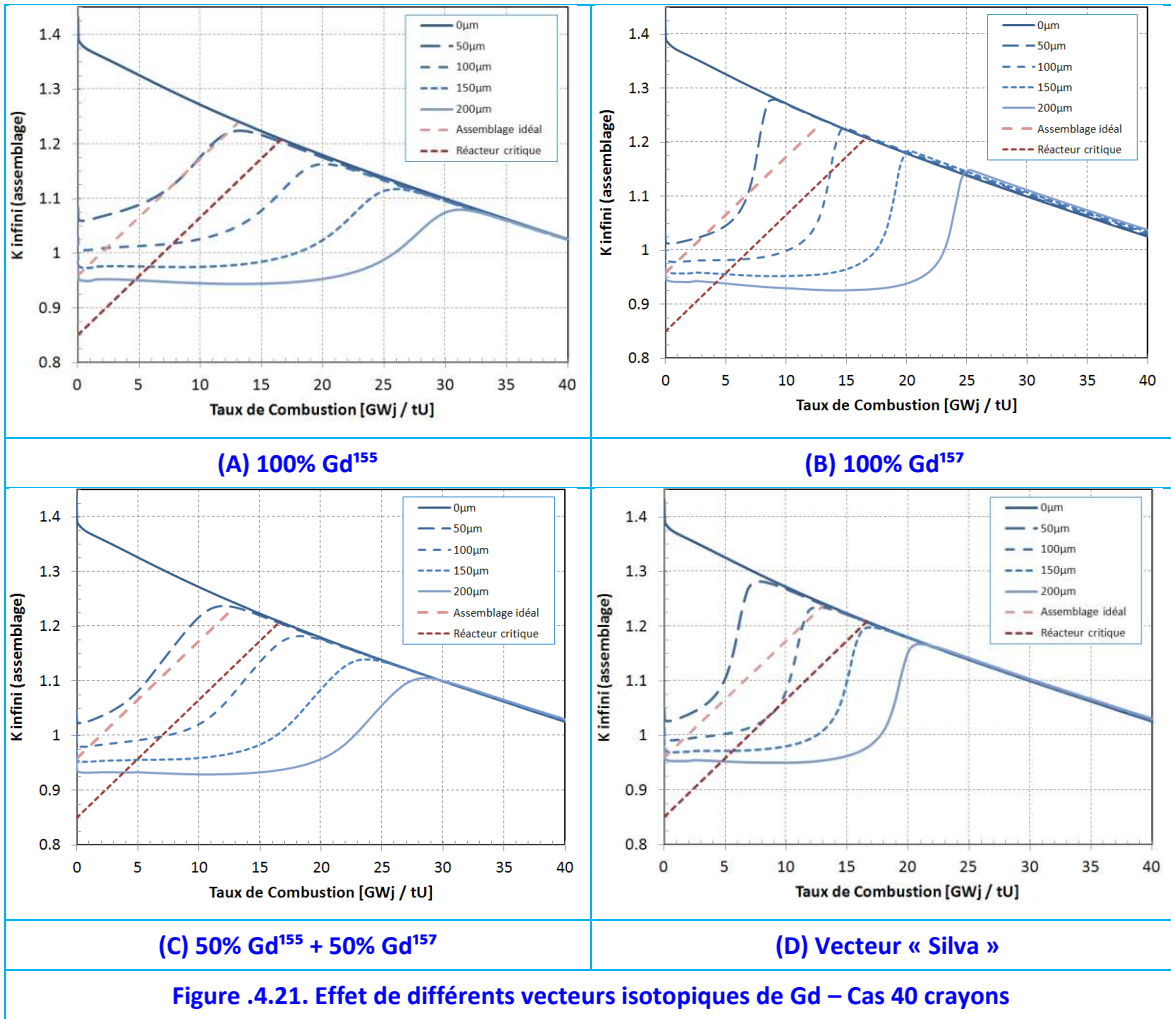 K infini (assemblage)
1.4
1.3
1.2
1.1
1
0.9
0.8
0 5 10 15 20 25 30 35 40
Taux de Combustion [GWj / tU]
0µm
50µm
100µm
150µm
200µm
Assemblage idéal
Réacteur critique
K infini (assemblage)
1.4
1.3
1.2
1.1
1
0.9
0.8
0 5 10 15 20 25 30 35 40
Taux de Combustion [GWj / tU]
0µm
50µm
100µm
150µm
200µm
Assemblage idéal
Réacteur critique
(A) 100% Gd¹⁵⁵
(B) 100% Gd¹⁵⁷
K infini (assemblage)
1.4
1.3
1.2
1.1
1
0.9
0.8
0 5 10 15 20 25 30 35 40
Taux de Combustion [GWj / tU]
0µm
50µm
100µm
150µm
200µm
Assemblage idéal
Réacteur critique
K infini (assemblage)
1.4
1.3
1.2
1.1
1
0.9
0.8
0 5 10 15 20 25 30 35 40
Taux de Combustion [GWj / tU]
0µm
50µm
100µm
150µm
200µm
Assemblage idéal
Réacteur critique
(C) 50% Gd¹⁵⁵ + 50% Gd¹⁵⁷
(D) Vecteur « Silva »
Figure .4.21. Effet de différents vecteurs isotopiques de Gd – Cas 40 crayons